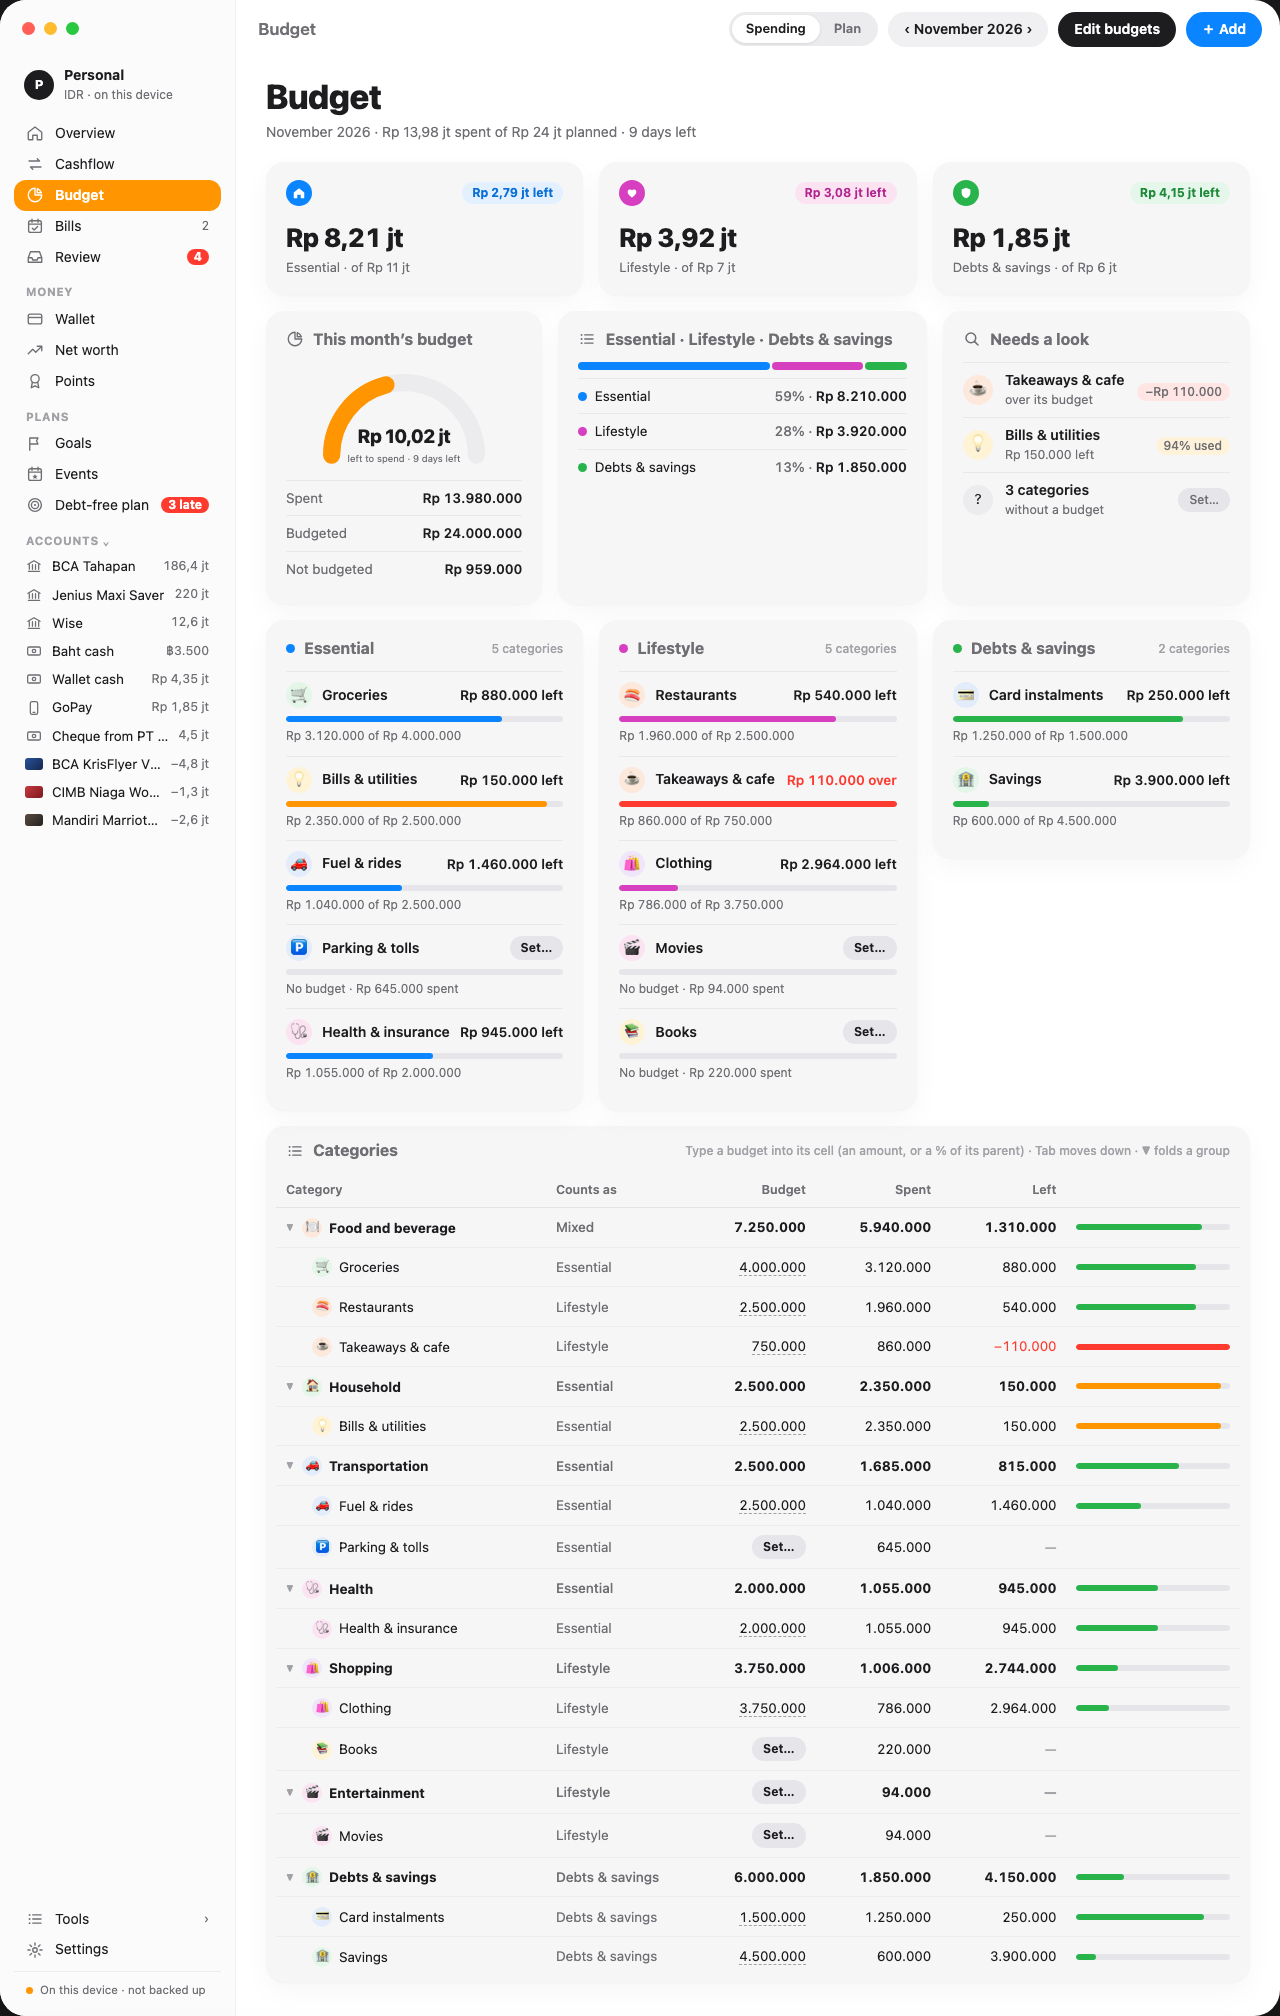 Budget
Spending
Plan
‹ November 2026 ›
Edit budgets
+ Add
P
Personal
IDR · on this device
Overview
Cashflow
Budget
Bills 2
Review 4
MONEY
Wallet
Net worth
Points
PLANS
Goals
Events
Debt-free plan 3 late
ACCOUNTS ⌄
BCA Tahapan 186,4 jt
Jenius Maxi Saver 220 jt
Wise 12,6 jt
Baht cash ฿3.500
Wallet cash Rp 4,35 jt
GoPay Rp 1,85 jt
Cheque from PT ... 4,5 jt
BCA KrisFlyer V... −4,8 jt
CIMB Niaga Wo... −1,3 jt
Mandiri Marriot... −2,6 jt
Tools ›
Settings
On this device · not backed up
Budget
November 2026 · Rp 13,98 jt spent of Rp 24 jt planned · 9 days left
Rp 2,79 jt left
Rp 8,21 jt
Essential · of Rp 11 jt
Rp 3,08 jt left
Rp 3,92 jt
Lifestyle · of Rp 7 jt
Rp 4,15 jt left
Rp 1,85 jt
Debts & savings · of Rp 6 jt
This month's budget
Rp 10,02 jt
left to spend · 9 days left
Spent Rp 13.980.000
Budgeted Rp 24.000.000
Not budgeted Rp 959.000
Essential · Lifestyle · Debts & savings
Essential 59% · Rp 8.210.000
Lifestyle 28% · Rp 3.920.000
Debts & savings 13% · Rp 1.850.000
Needs a look
Takeaways & cafe
over its budget
−Rp 110.000
Bills & utilities
Rp 150.000 left
94% used
?
3 categories
without a budget
Set...
Essential 5 categories
Groceries Rp 880.000 left
Rp 3.120.000 of Rp 4.000.000
Bills & utilities Rp 150.000 left
Rp 2.350.000 of Rp 2.500.000
Fuel & rides Rp 1.460.000 left
Rp 1.040.000 of Rp 2.500.000
P Parking & tolls Set...
No budget · Rp 645.000 spent
Health & insurance Rp 945.000 left
Rp 1.055.000 of Rp 2.000.000
Lifestyle 5 categories
Restaurants Rp 540.000 left
Rp 1.960.000 of Rp 2.500.000
Takeaways & cafe Rp 110.000 over
Rp 860.000 of Rp 750.000
Clothing Rp 2.964.000 left
Rp 786.000 of Rp 3.750.000
Movies Set...
No budget · Rp 94.000 spent
Books Set...
No budget · Rp 220.000 spent
Debts & savings 2 categories
Card instalments Rp 250.000 left
Rp 1.250.000 of Rp 1.500.000
Savings Rp 3.900.000 left
Rp 600.000 of Rp 4.500.000
Categories Type a budget into its cell (an amount, or a % of its parent) · Tab moves down · ▼ folds a group
Category Counts as Budget Spent Left
▼ Food and beverage Mixed 7.250.000 5.940.000 1.310.000
Groceries Essential 4.000.000 3.120.000 880.000
Restaurants Lifestyle 2.500.000 1.960.000 540.000
Takeaways & cafe Lifestyle 750.000 860.000 −110.000
▼ Household Essential 2.500.000 2.350.000 150.000
Bills & utilities Essential 2.500.000 2.350.000 150.000
▼ Transportation Essential 2.500.000 1.685.000 815.000
Fuel & rides Essential 2.500.000 1.040.000 1.460.000
P Parking & tolls Essential Set... 645.000 —
▼ Health Essential 2.000.000 1.055.000 945.000
Health & insurance Essential 2.000.000 1.055.000 945.000
▼ Shopping Lifestyle 3.750.000 1.006.000 2.744.000
Clothing Lifestyle 3.750.000 786.000 2.964.000
Books Lifestyle Set... 220.000 —
▼ Entertainment Lifestyle Set... 94.000 —
Movies Lifestyle Set... 94.000 —
▼ Debts & savings Debts & savings 6.000.000 1.850.000 4.150.000
Card instalments Debts & savings 1.500.000 1.250.000 250.000
Savings Debts & savings 4.500.000 600.000 3.900.000